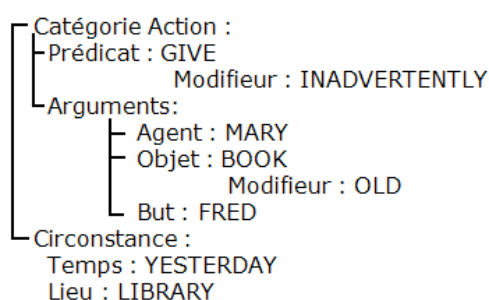 Catégorie Action :
Prédicat : GIVE
Modifieur : INADVERTENTLY
Arguments:
Agent : MARY
Objet : BOOK
Modifieur : OLD
But : FRED
Circonstance :
Temps : YESTERDAY
Lieu : LIBRARY